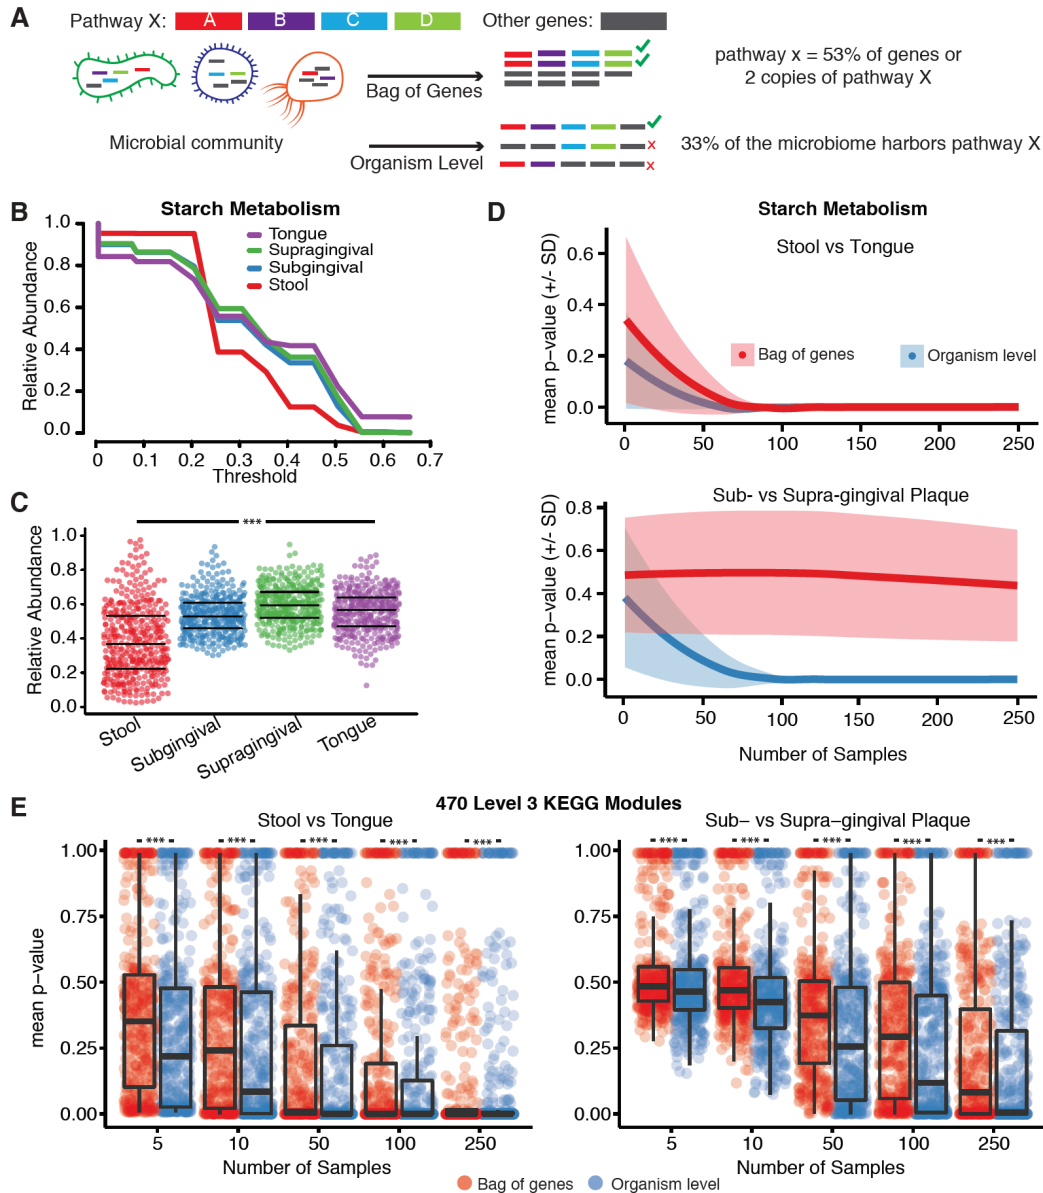 A
Pathway X: A B C D Other genes:
Bag of Genes
pathway x = 53% of genes or
2 copies of pathway X
Microbial community
Organism Level
33% of the microbiome harbors pathway X
x
x
B
Starch Metabolism
Relative Abundance
1.0
0.8
0.6
0.4
0.2
0.0
Tongue
Supragingival
Subgingival
Stool
0 0.1 0.2 0.3 0.4 0.5 0.6 0.7
Threshold
C
***
Relative Abundance
1.0
0.8
0.6
0.4
0.2
0.0
Stool Subgingival Supragingival Tongue
D
Starch Metabolism
Stool vs Tongue
mean p-value (+/- SD)
0.6
0.4
0.2
0.0
Bag of genes Organism level
0 50 100 150 200 250
Sub- vs Supra-gingival Plaque
mean p-value (+/- SD)
0.8
0.6
0.4
0.2
0.0
0 50 100 150 200 250
Number of Samples
E
470 Level 3 KEGG Modules
Stool vs Tongue
*** *** *** *** ***
mean p-value
1.00
0.75
0.50
0.25
0.00
5 10 50 100 250
Number of Samples
Sub- vs Supra-gingival Plaque
*** *** *** *** ***
1.00
0.75
0.50
0.25
0.00
5 10 50 100 250
Number of Samples
Bag of genes Organism level